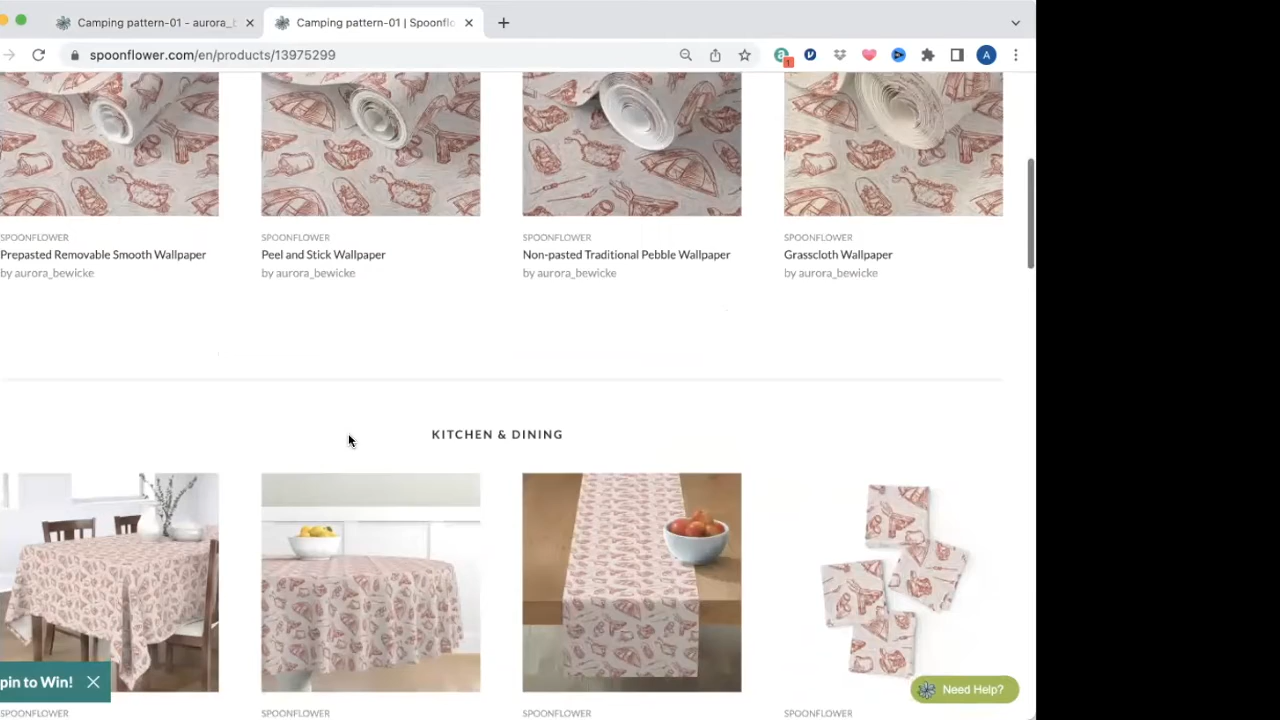 Camping pattern-01 - aurora_b
Camping pattern-01 | Spoonflo
spoonflower.com/en/products/13975299
1
A
SPOONFLOWER
Prepasted Removable Smooth Wallpaper
by aurora_bewicke
SPOONFLOWER
Peel and Stick Wallpaper
by aurora_bewicke
SPOONFLOWER
Non-pasted Traditional Pebble Wallpaper
by aurora_bewicke
SPOONFLOWER
Grasscloth Wallpaper
by aurora_bewicke
KITCHEN & DINING
pin to Win!
Need Help?
SPOONFLOWER
SPOONFLOWER
SPOONFLOWER
SPOONFLOWER